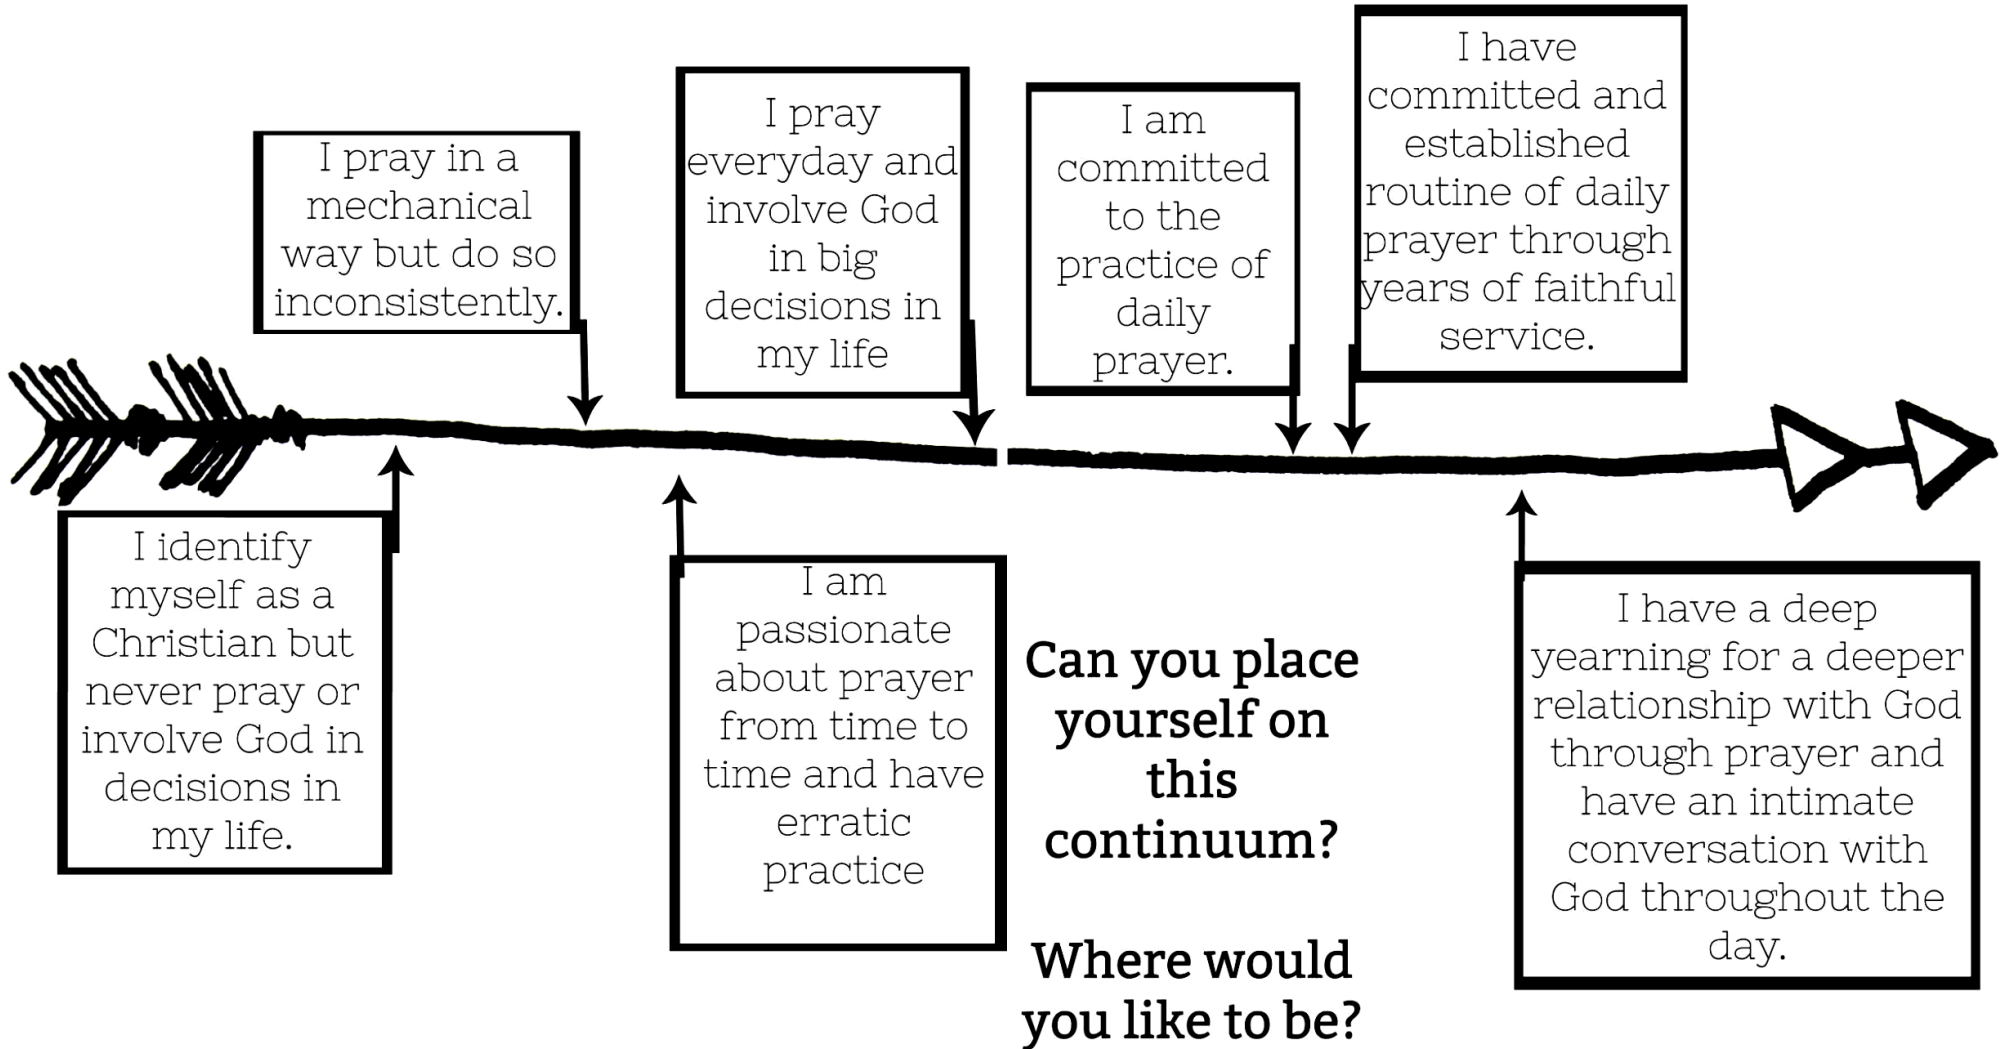 I pray in a
mechanical
way but do so
inconsistently.
I pray
everyday and
involve God
in big
decisions in
my life
I am
committed
to the
practice of
daily
prayer.
I have
committed and
established
routine of daily
prayer through
years of faithful
service.
I identify
myself as a
Christian but
never pray or
involve God in
decisions in
my life.
I am
passionate
about prayer
from time to
time and have
erratic
practice
Can you place
yourself on
this
continuum?
Where would
you like to be?
I have a deep
yearning for a deeper
relationship with God
through prayer and
have an intimate
conversation with
God throughout the
day.